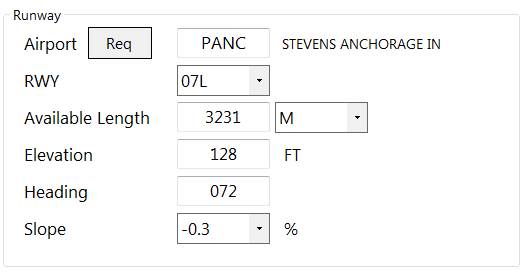 Runway
Airport Req PANC STEVENS ANCHORAGE IN
RWY 07L
Available Length 3231 M
Elevation 128 FT
Heading 072
Slope -0.3 %